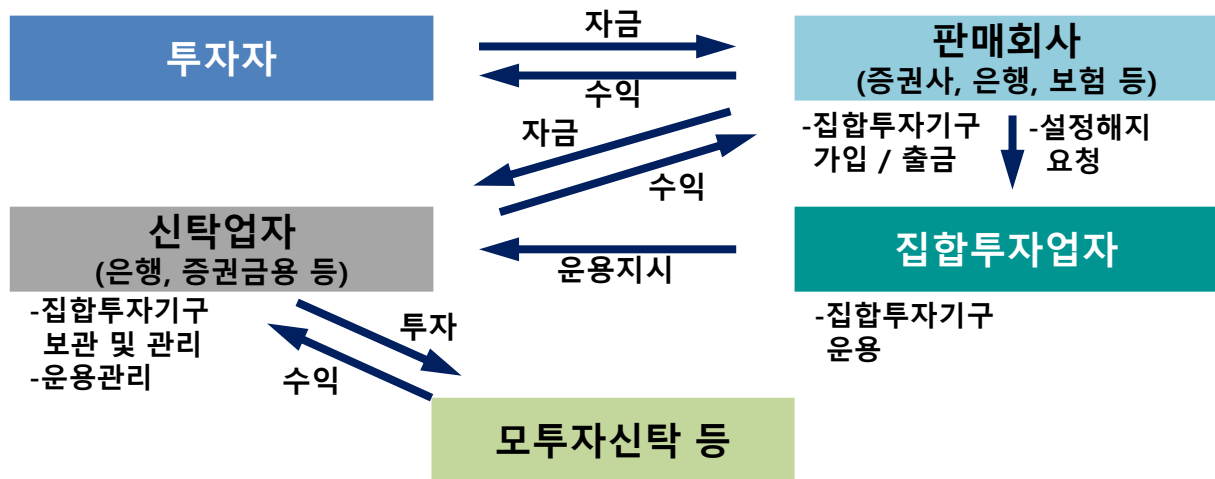 투자자
자금
수익
판매회사
(증권사, 은행, 보험 등)
자금
수익
-집합투자기구
가입 / 출금
-설정해지
요청
신탁업자
(은행, 증권금융 등)
운용지시
집합투자업자
-집합투자기구
보관 및 관리
-운용관리
투자
수익
-집합투자기구
운용
모투자신탁 등